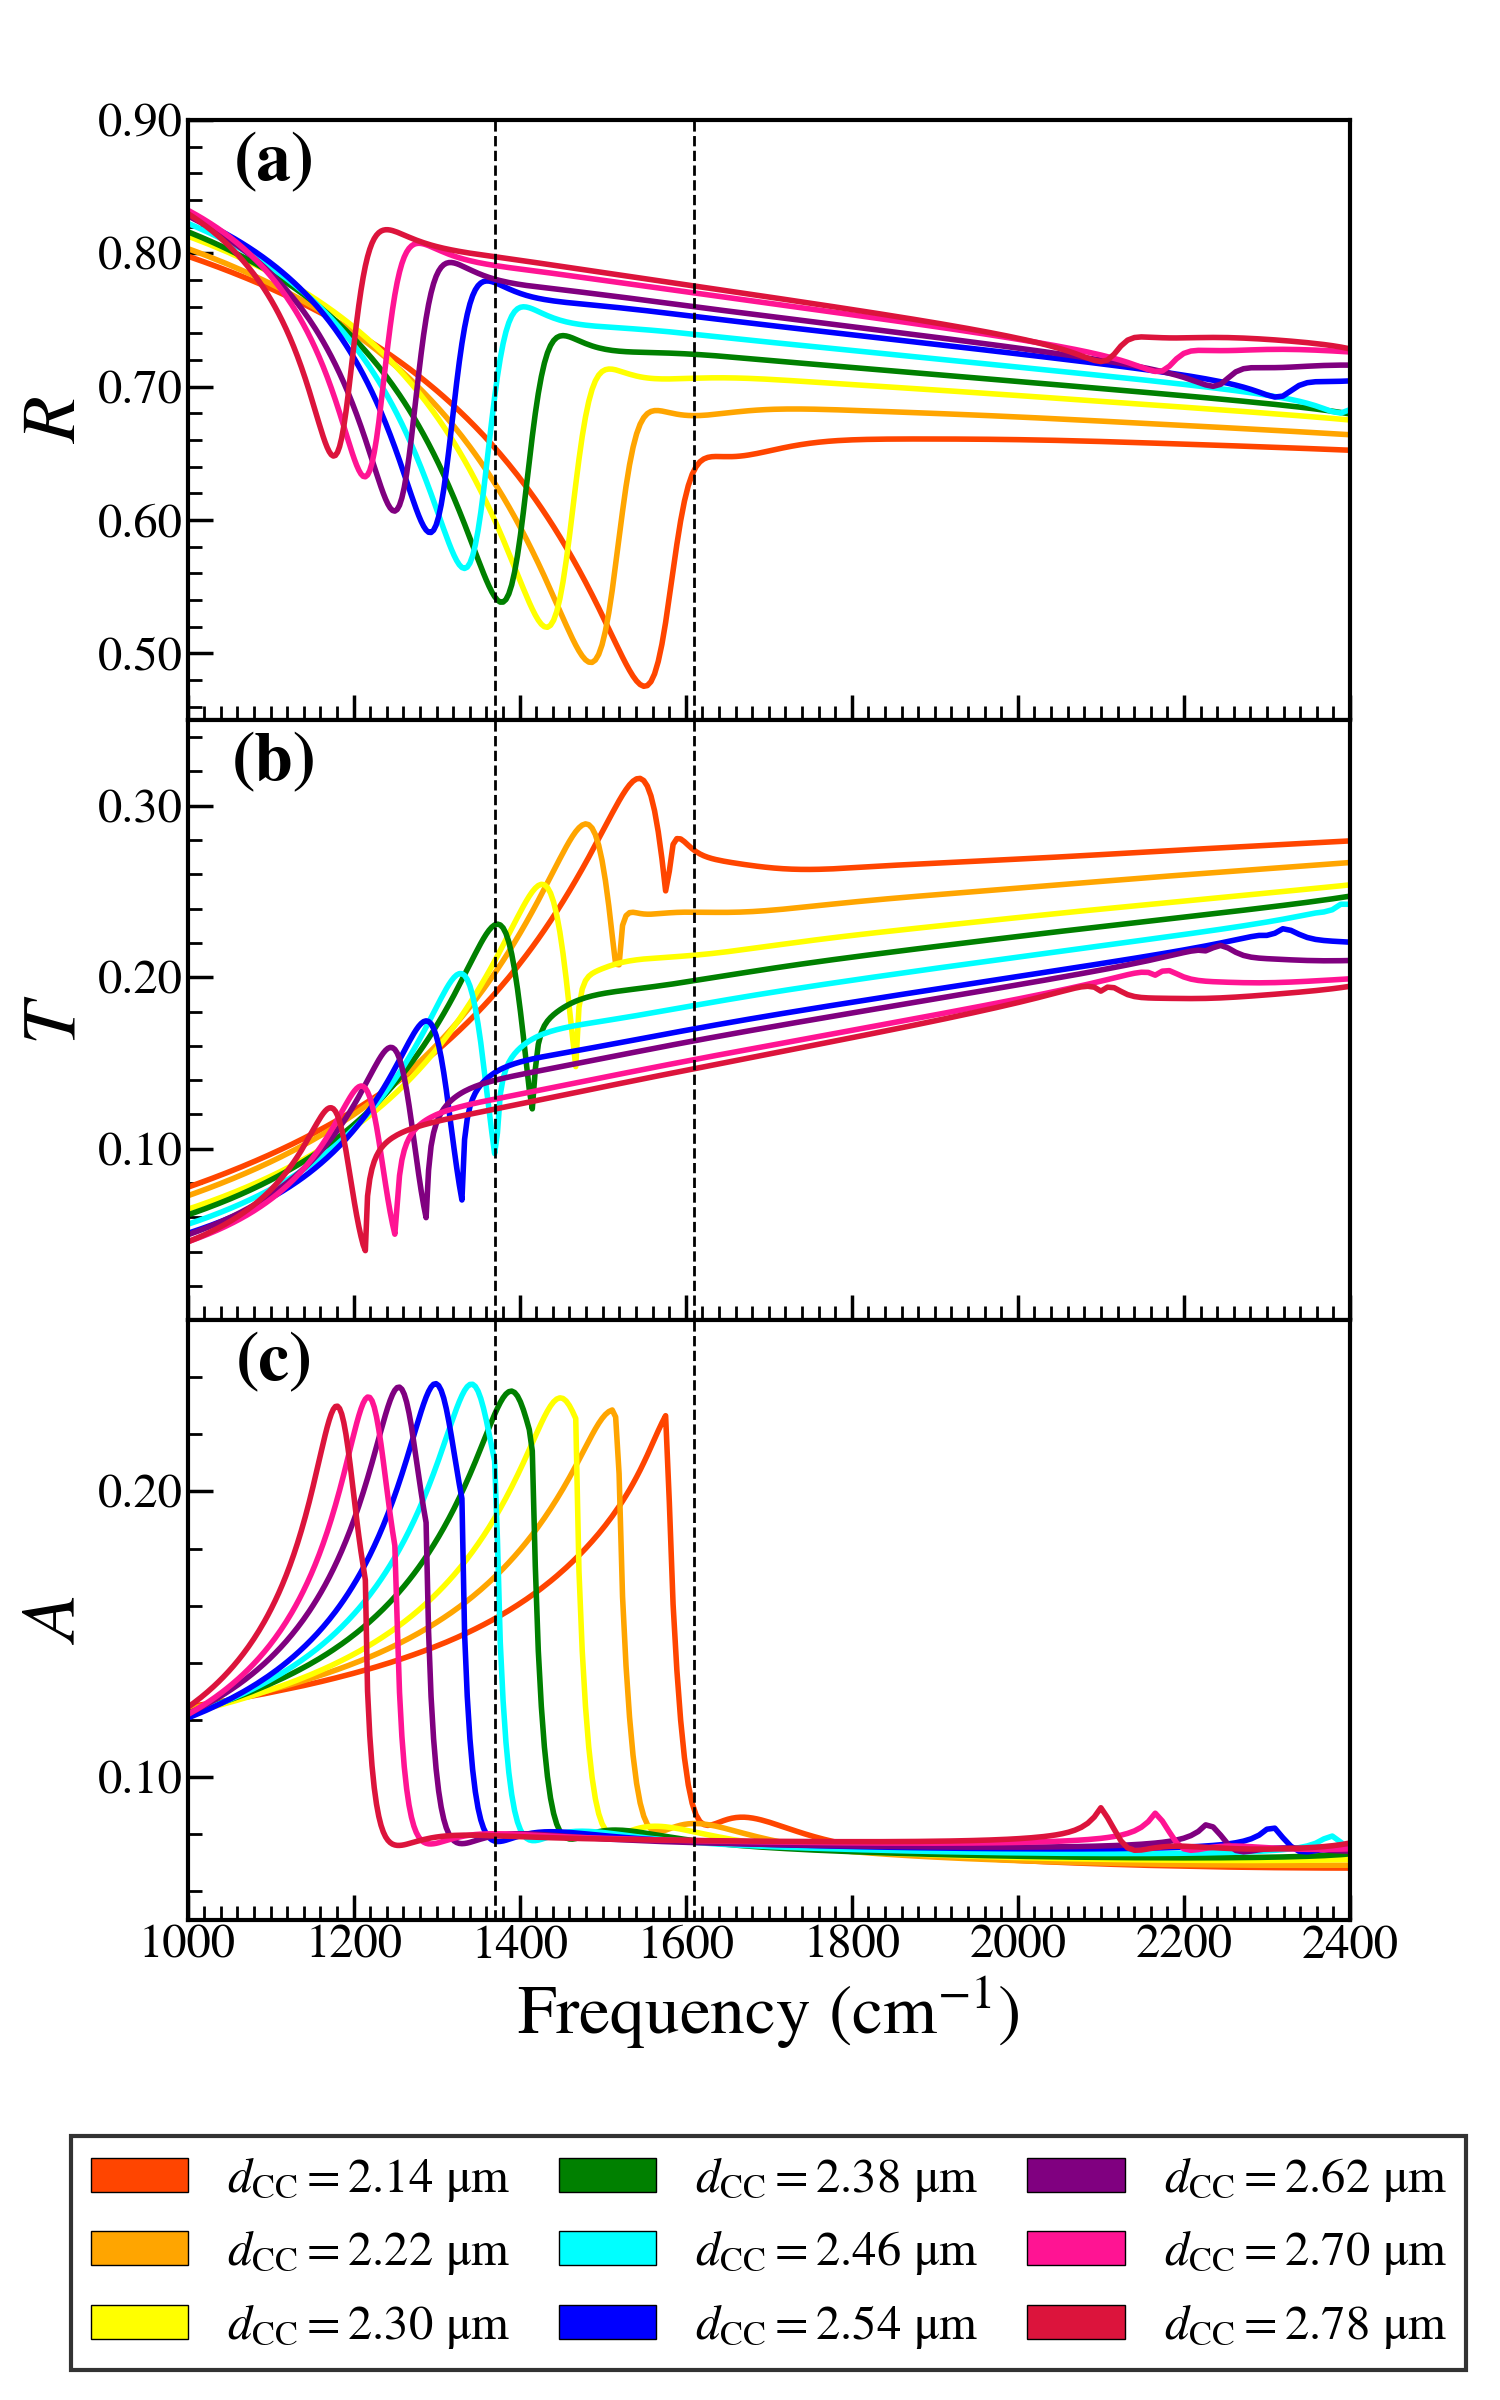 0.90
(a)
0.80
0.70
R
0.60
0.50
(b)
0.30
0.20
T
0.10
(c)
0.20
A
0.10
1000 1200 1400 1600 1800 2000 2200 2400
Frequency (cm⁻¹)
d_CC = 2.14 μm d_CC = 2.38 μm d_CC = 2.62 μm
d_CC = 2.22 μm d_CC = 2.46 μm d_CC = 2.70 μm
d_CC = 2.30 μm d_CC = 2.54 μm d_CC = 2.78 μm